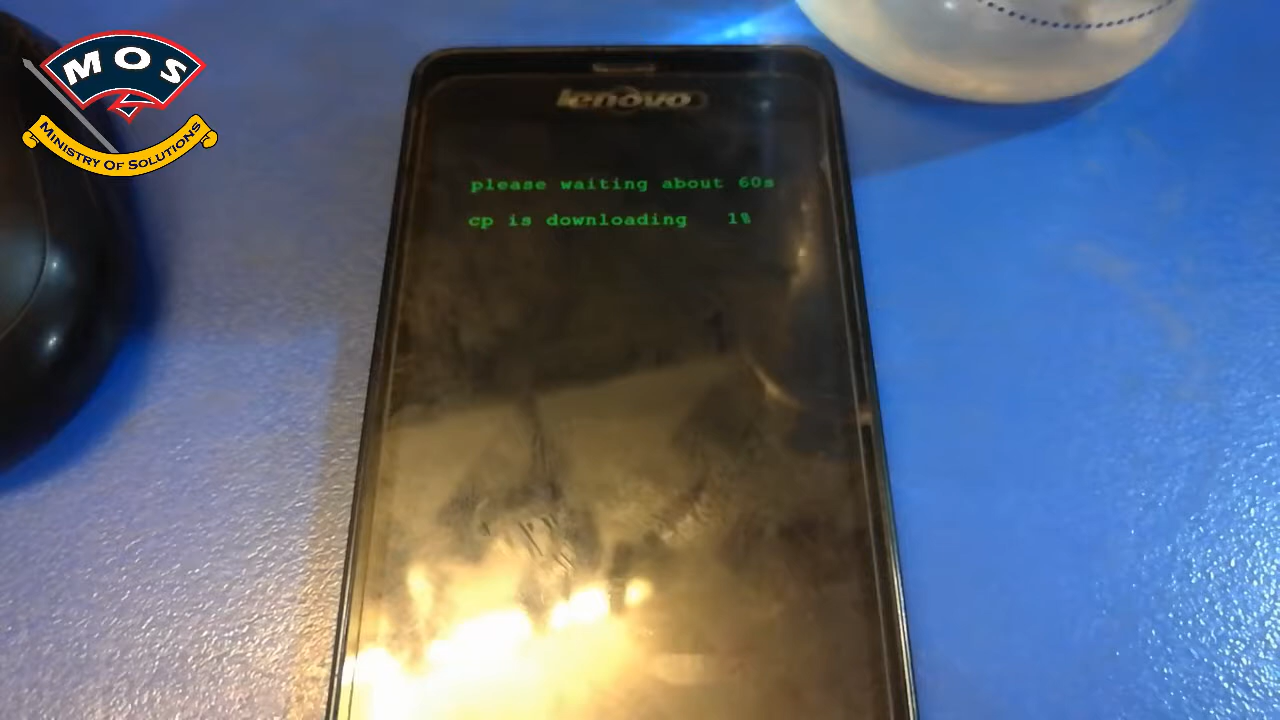 MOS
MINISTRY OF SOLUTIONS
lenovo
please waiting about 60s
cp is downloading 1%